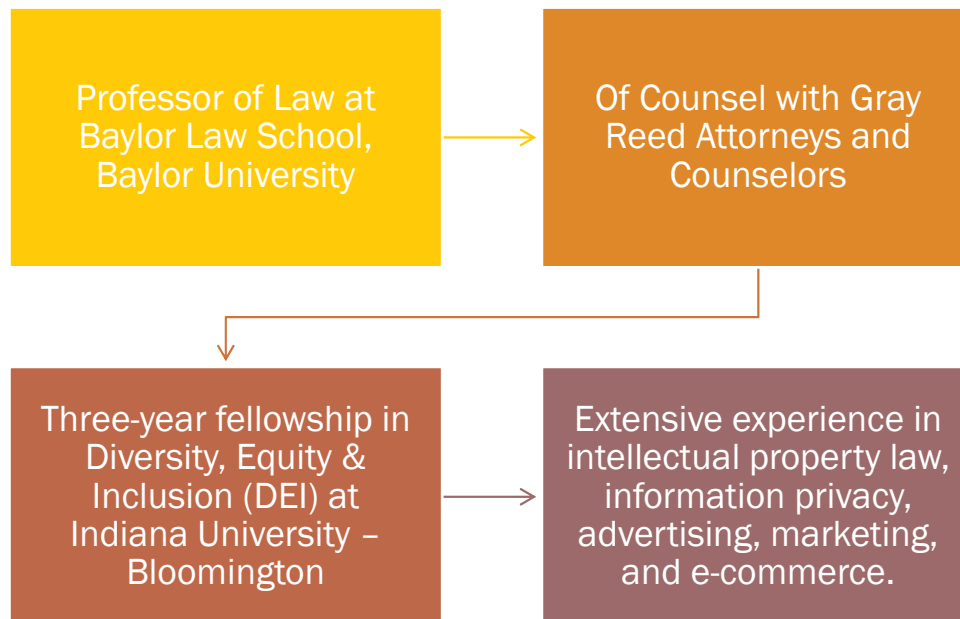 Professor of Law at
Baylor Law School,
Baylor University
Of Counsel with Gray
Reed Attorneys and
Counselors
Three-year fellowship in
Diversity, Equity &
Inclusion (DEI) at
Indiana University –
Bloomington
Extensive experience in
intellectual property law,
information privacy,
advertising, marketing,
and e-commerce.